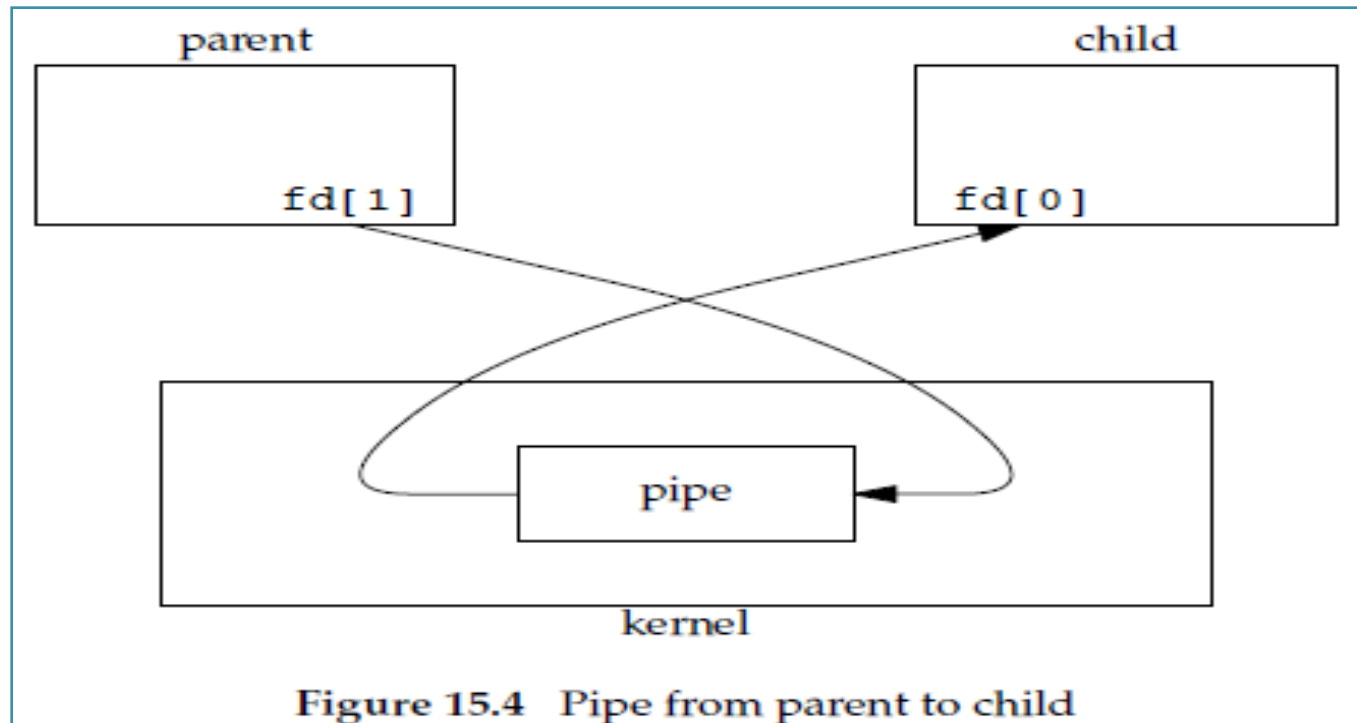 parent
child
fd[1]
fd[0]
pipe
kernel
Figure 15.4 Pipe from parent to child